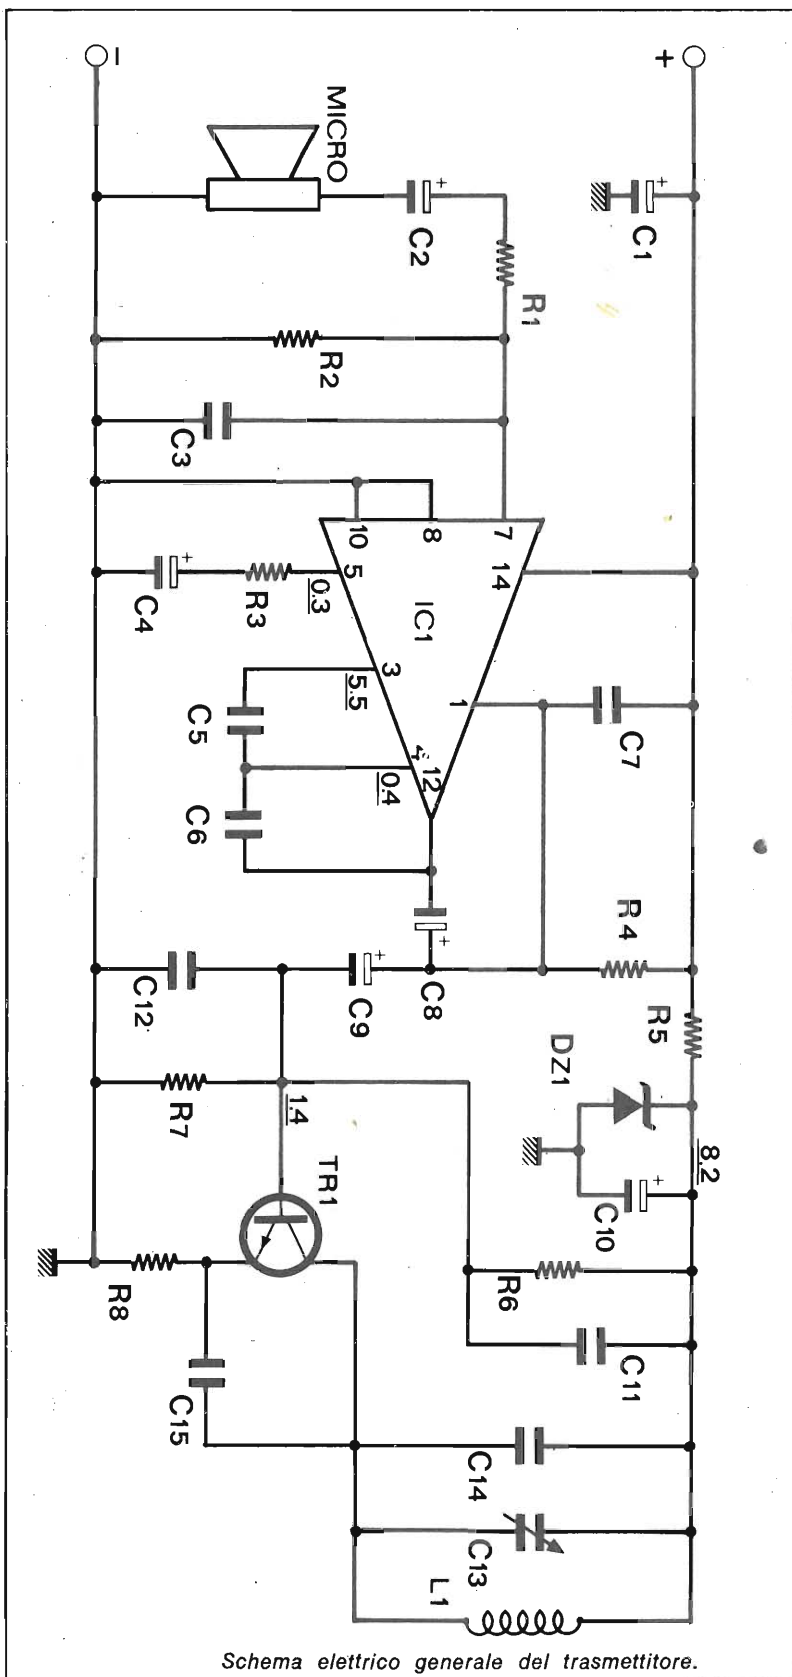 −
+
MICRO
C1
C2
R1
R2
C3
10
8
7
14
5
0.3
IC1
C4
R3
3
5.5
1
C7
C5
4
12
0.4
C6
R4
C8
C9
C12
R5
DZ1
R7
1.4
8.2
TR1
C10
R8
R6
C11
C15
C14
C13
L1
Schema elettrico generale del trasmettitore.